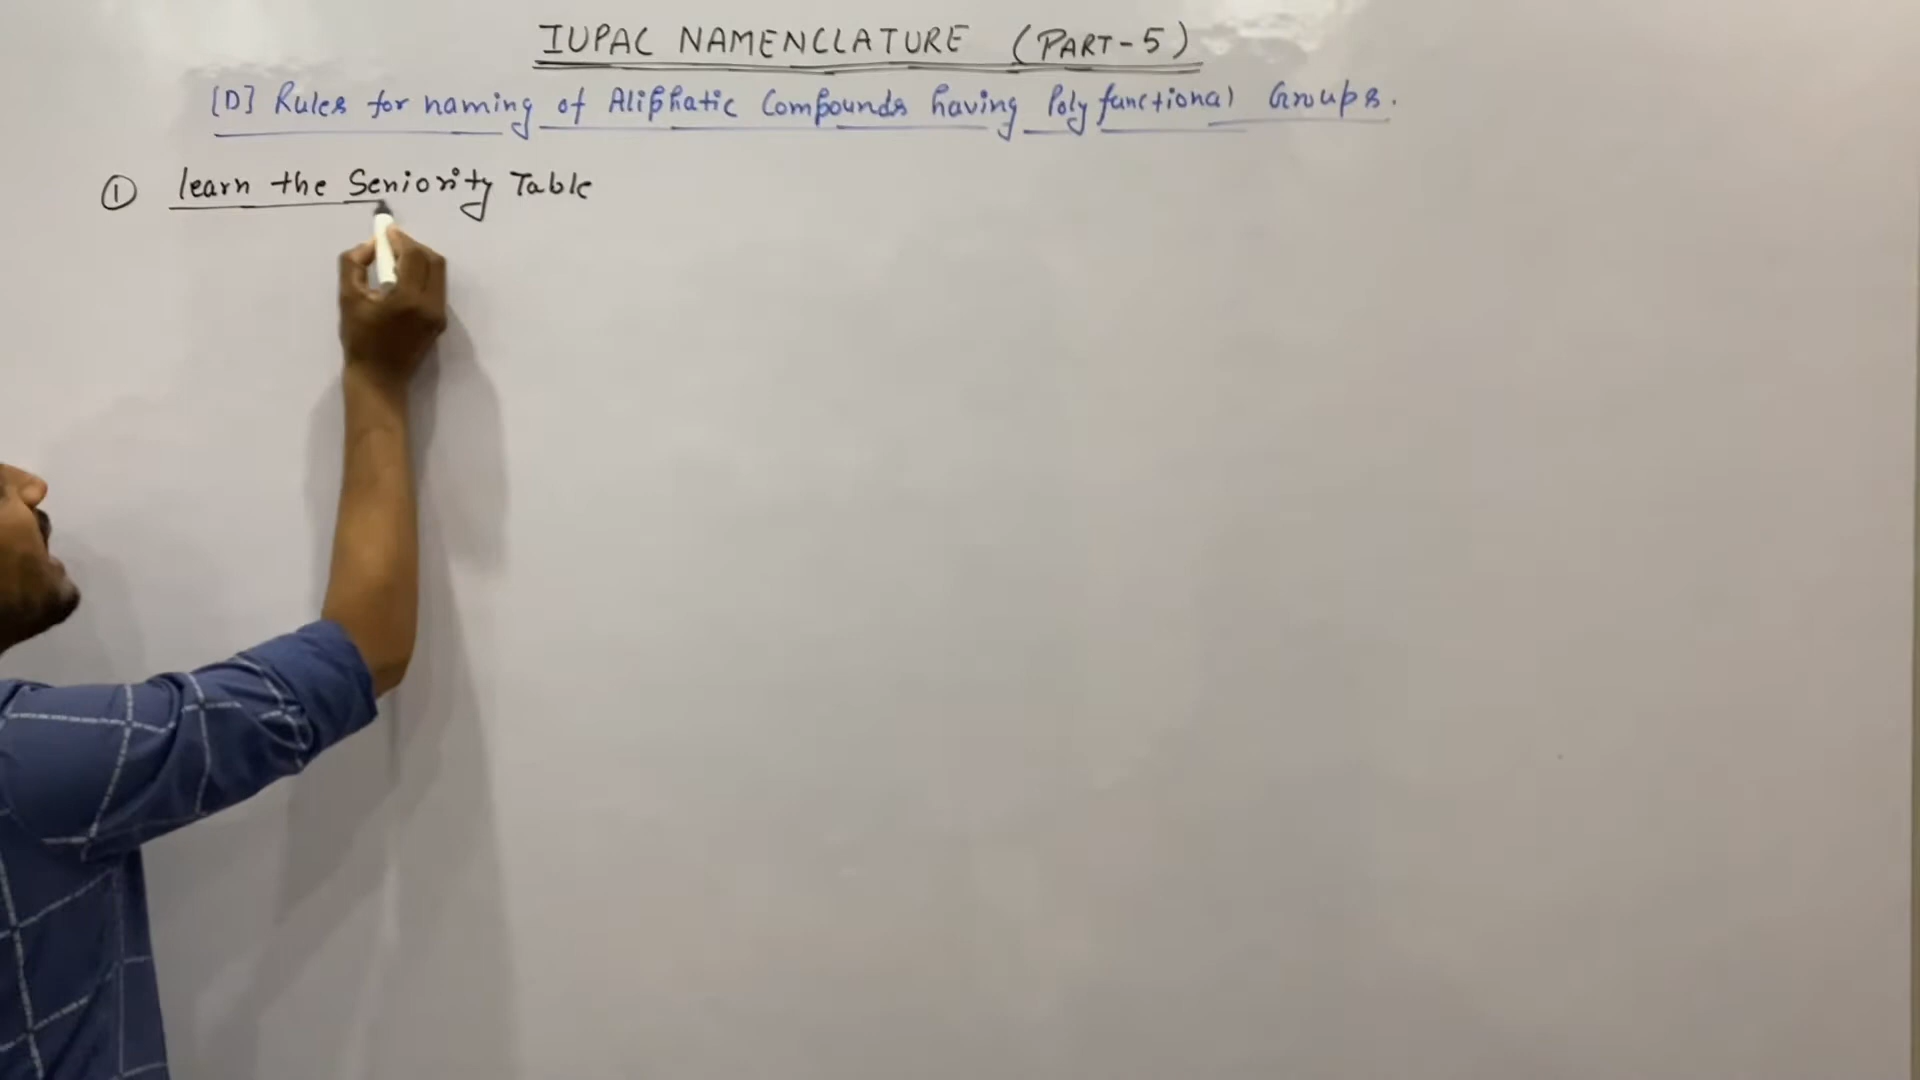 IUPAC NAMENCLATURE (PART-5)
[D] Rules for naming of Aliphatic Compounds having Poly functional Groups.
① learn the Seniority Table